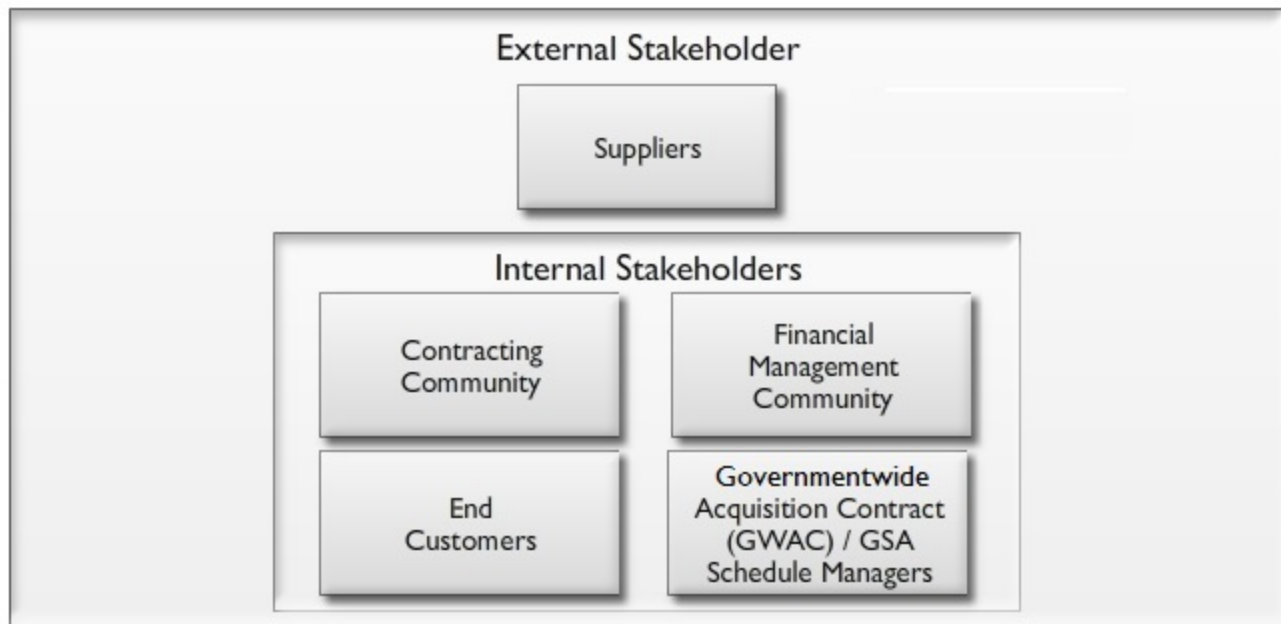 External Stakeholder
Suppliers
Internal Stakeholders
Contracting
Community
Financial
Management
Community
End
Customers
Governmentwide
Acquisition Contract
(GWAC) / GSA
Schedule Managers